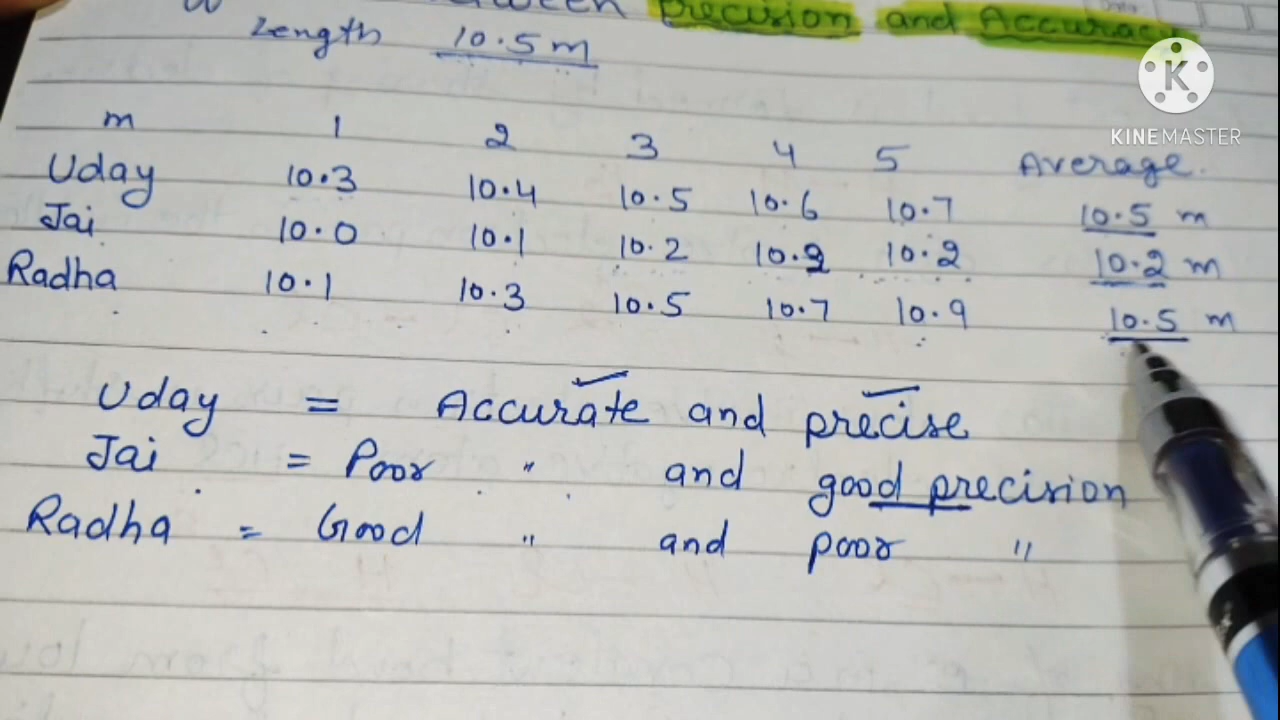 Precision and Accuracy
Length 10.5m
KINEMASTER
m 1 2 3 4 5 Average.
Uday 10.3 10.4 10.5 10.6 10.7 10.5 m
Jai 10.0 10.1 10.2 10.2 10.2 10.2 m
Radha 10.1 10.3 10.5 10.7 10.9 10.5 m
Uday = Accurate and precise
Jai = Poor " and good precision
Radha = Good " and poor "